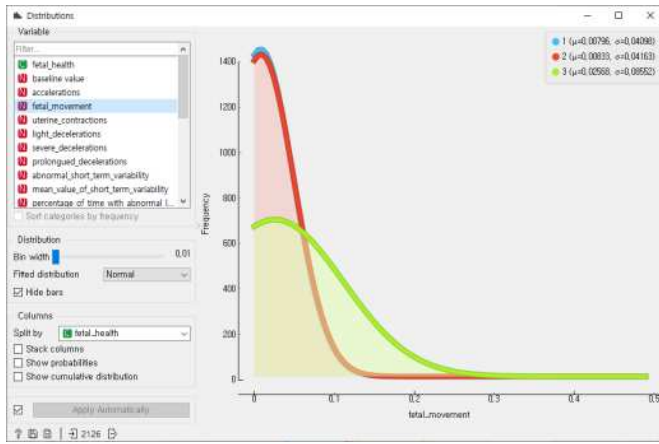 Distributions
Variable
Filter...
fetal_health
baseline value
accelerations
fetal_movement
uterine_contractions
light_decelerations
severe_decelerations
prolongued_decelerations
abnormal_short_term_variability
mean_value_of_short_term_variability
percentage of time with abnormal l...
Sort categories by frequency
Distribution
Bin width 0,01
Fitted distribution Normal
Hide bars
Columns
Split by fetal_health
Stack columns
Show probabilities
Show cumulative distribution
Apply Automatically
? 2126
1 (μ=0,00796, σ=0,04098)
2 (μ=0,00833, σ=0,04163)
3 (μ=0,02568, σ=0,08552)
Frequency
1400
1200
1000
800
600
400
200
0
0 0,1 0,2 0,3 0,4 0,5
fetal_movement